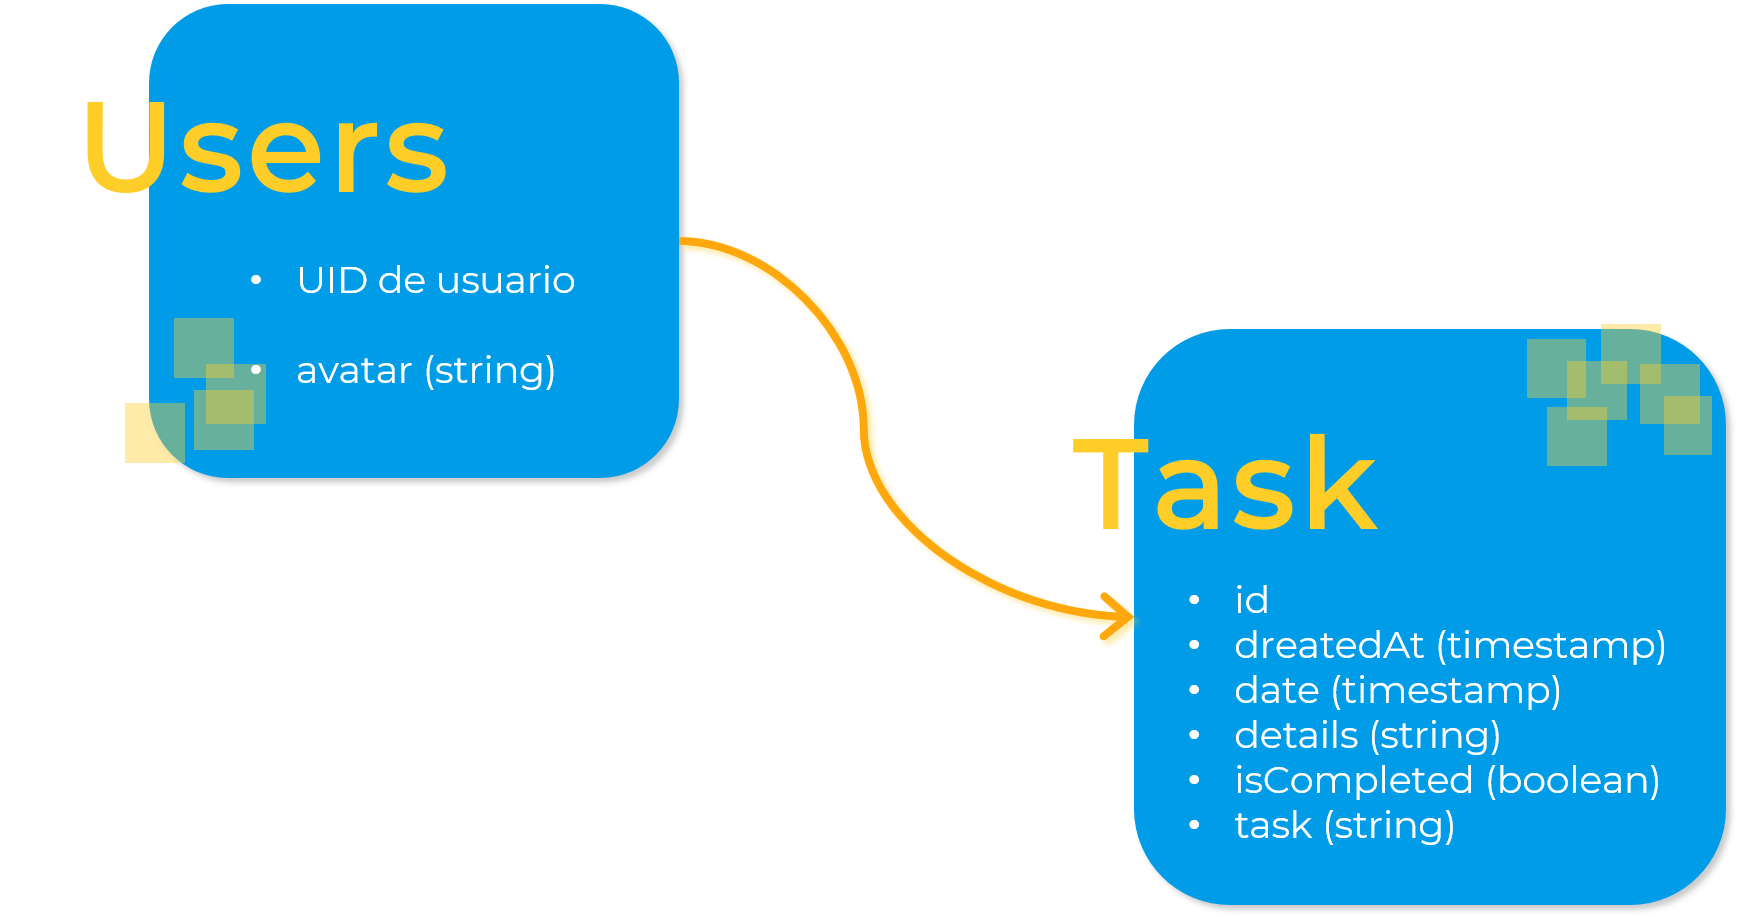 Users
• UID de usuario
• avatar (string)
Task
• id
• dreatedAt (timestamp)
• date (timestamp)
• details (string)
• isCompleted (boolean)
• task (string)